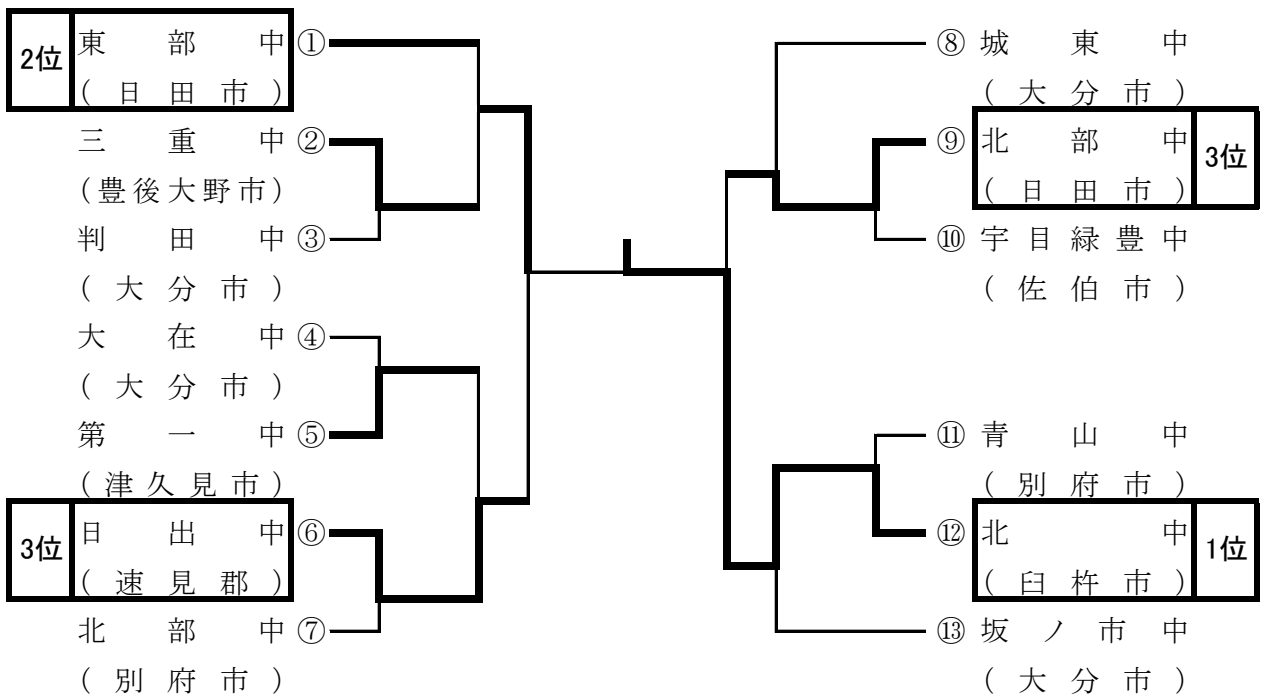 2位 東部中 ①
(日田市)
三重中 ②
(豊後大野市)
判田中 ③
(大分市)
大在中 ④
(大分市)
第一中 ⑤
(津久見市)
3位 日出中 ⑥
(速見郡)
北部中 ⑦
(別府市)
⑧ 城東中
(大分市)
⑨ 北部中 3位
(日田市)
⑩ 宇目緑豊中
(佐伯市)
⑪ 青山中
(別府市)
⑫ 北中 1位
(臼杵市)
⑬ 坂ノ市中
(大分市)